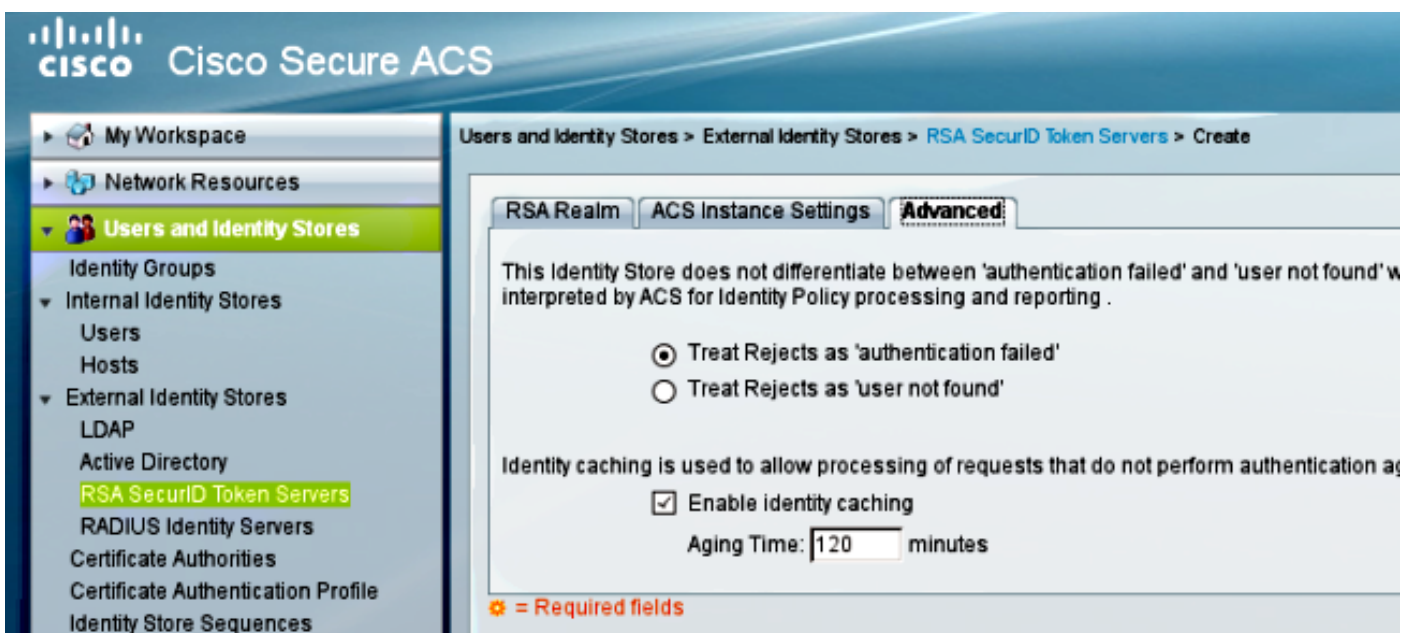 cisco Cisco Secure ACS
My Workspace
Network Resources
Users and Identity Stores
Identity Groups
Internal Identity Stores
Users
Hosts
External Identity Stores
LDAP
Active Directory
RSA SecurID Token Servers
RADIUS Identity Servers
Certificate Authorities
Certificate Authentication Profile
Identity Store Sequences
Users and Identity Stores > External Identity Stores > RSA SecurID Token Servers > Create
RSA Realm ACS Instance Settings Advanced
This Identity Store does not differentiate between 'authentication failed' and 'user not found'
interpreted by ACS for Identity Policy processing and reporting .
Treat Rejects as 'authentication failed'
Treat Rejects as 'user not found'
Identity caching is used to allow processing of requests that do not perform authentication
Enable identity caching
Aging Time: 120 minutes
= Required fields